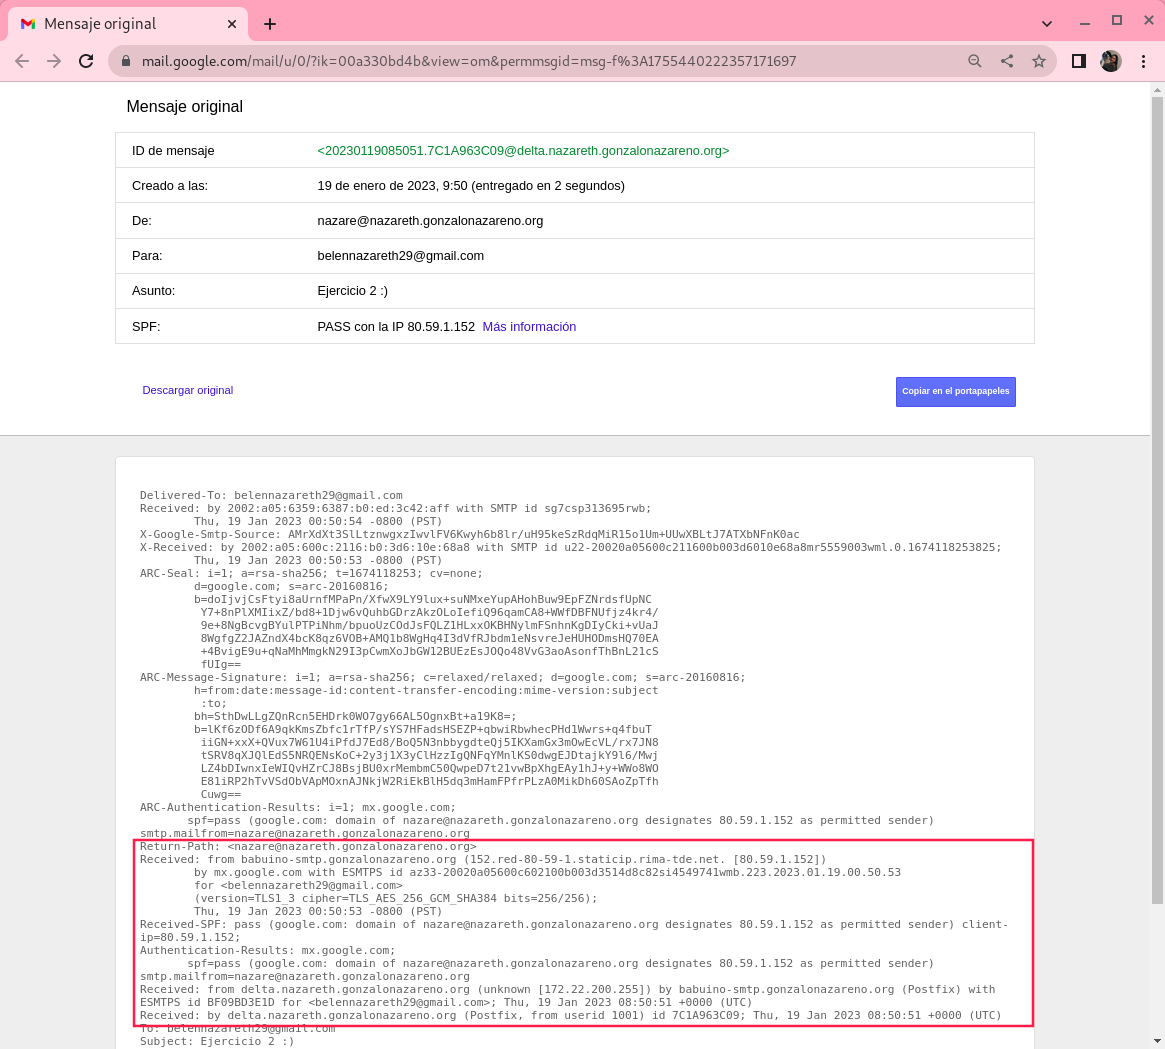 Mensaje original
mail.google.com/mail/u/0/?ik=00a330bd4b&view=om&permmsgid=msg-f%3A1755440222357171697
Mensaje original
ID de mensaje <20230119085051.7C1A963C09@delta.nazareth.gonzalonazareno.org>
Creado a las: 19 de enero de 2023, 9:50 (entregado en 2 segundos)
De: nazare@nazareth.gonzalonazareno.org
Para: belennazareth29@gmail.com
Asunto: Ejercicio 2 :)
SPF: PASS con la IP 80.59.1.152 Más información
Descargar original Copiar en el portapapeles
Delivered-To: belennazareth29@gmail.com
Received: by 2002:a05:6359:6387:b0:ed:3c42:aff with SMTP id sg7csp313695rwb;
Thu, 19 Jan 2023 00:50:54 -0800 (PST)
X-Google-Smtp-Source: AMrXdXt3SlLtznwgxzIwvlFV6Kwyh6b8lr/uH95keSzRdqMiR15o1Um+UUwXBLtJ7ATXbNFnK0ac
X-Received: by 2002:a05:600c:2116:b0:3d6:10e:68a8 with SMTP id u22-20020a05600c211600b003d6010e68a8mr5559003wml.0.1674118253825;
Thu, 19 Jan 2023 00:50:53 -0800 (PST)
ARC-Seal: i=1; a=rsa-sha256; t=1674118253; cv=none;
d=google.com; s=arc-20160816;
b=doIjvjCsFtyi8aUrnfMPaPn/XfwX9LY9lux+suNMxeYupAHohBuw9EpFZNrdsfUpNC
Y7+8nPlXMIixZ/bd8+1Djw6vQuhbGDrzAkzOLoIefiQ96qamCA8+WWfDBFNUfjz4kr4/
9e+8NgBcvgBYulPTPiNhm/bpuoUzCOdJsFQLZ1HLxxOKBHNylmFSnhnKgDIyCki+vUaJ
8WgfgZ2JAZndX4bcK8qz6VOB+AMQ1b8WgHq4I3dVfRJbdm1eNsvreJeHUHODmsHQ70EA
+4BvigE9u+qNaMhMmgkN29I3pCwmXoJbGW12BUEzEsJOQo48VvG3aoAsonfThBnL21cS
fUIg==
ARC-Message-Signature: i=1; a=rsa-sha256; c=relaxed/relaxed; d=google.com; s=arc-20160816;
h=from:date:message-id:content-transfer-encoding:mime-version:subject
:to;
bh=SthDwLLgZQnRcn5EHDrk0WO7gy66AL5OgnxBt+a19K8=;
b=lKf6zODf6A9qkKmsZbfc1rTfP/sYS7HFadsHSEZP+qbwiRbwhecPHd1Wwrs+q4fbuT
iiGN+xxX+QVux7W61U4iPfdJ7Ed8/BoQ5N3nbbygdteQj5IKXamGx3mOwEcVL/rx7JN8
tSRV8qXJQlEdS5NRQENsKoC+2y3j1X3yClHzzIgQNFqYMnlKS0dwgEJDtajkY9l6/Mwj
LZ4bDIwnxIeWIQvHZrCJ8BsjBU0xrMembmC50QwpeD7t21vwBpXhgEAy1hJ+y+WWo8WO
E81iRP2hTvVSdObVApMOxnAJNkjW2RiEkBlH5dq3mHamFPfrPLzA0MikDh60SAoZpTfh
Cuwg==
ARC-Authentication-Results: i=1; mx.google.com;
spf=pass (google.com: domain of nazare@nazareth.gonzalonazareno.org designates 80.59.1.152 as permitted sender)
smtp.mailfrom=nazare@nazareth.gonzalonazareno.org
Return-Path: <nazare@nazareth.gonzalonazareno.org>
Received: from babuino-smtp.gonzalonazareno.org (152.red-80-59-1.staticip.rima-tde.net. [80.59.1.152])
by mx.google.com with ESMTPS id az33-20020a05600c602100b003d3514d8c82si4549741wmb.223.2023.01.19.00.50.53
for <belennazareth29@gmail.com>
(version=TLS1_3 cipher=TLS_AES_256_GCM_SHA384 bits=256/256);
Thu, 19 Jan 2023 00:50:53 -0800 (PST)
Received-SPF: pass (google.com: domain of nazare@nazareth.gonzalonazareno.org designates 80.59.1.152 as permitted sender) client-
ip=80.59.1.152;
Authentication-Results: mx.google.com;
spf=pass (google.com: domain of nazare@nazareth.gonzalonazareno.org designates 80.59.1.152 as permitted sender)
smtp.mailfrom=nazare@nazareth.gonzalonazareno.org
Received: from delta.nazareth.gonzalonazareno.org (unknown [172.22.200.255]) by babuino-smtp.gonzalonazareno.org (Postfix) with
ESMTPS id BF09BD3E1D for <belennazareth29@gmail.com>; Thu, 19 Jan 2023 08:50:51 +0000 (UTC)
Received: by delta.nazareth.gonzalonazareno.org (Postfix, from userid 1001) id 7C1A963C09; Thu, 19 Jan 2023 08:50:51 +0000 (UTC)
To: belennazareth29@gmail.com
Subject: Ejercicio 2 :)